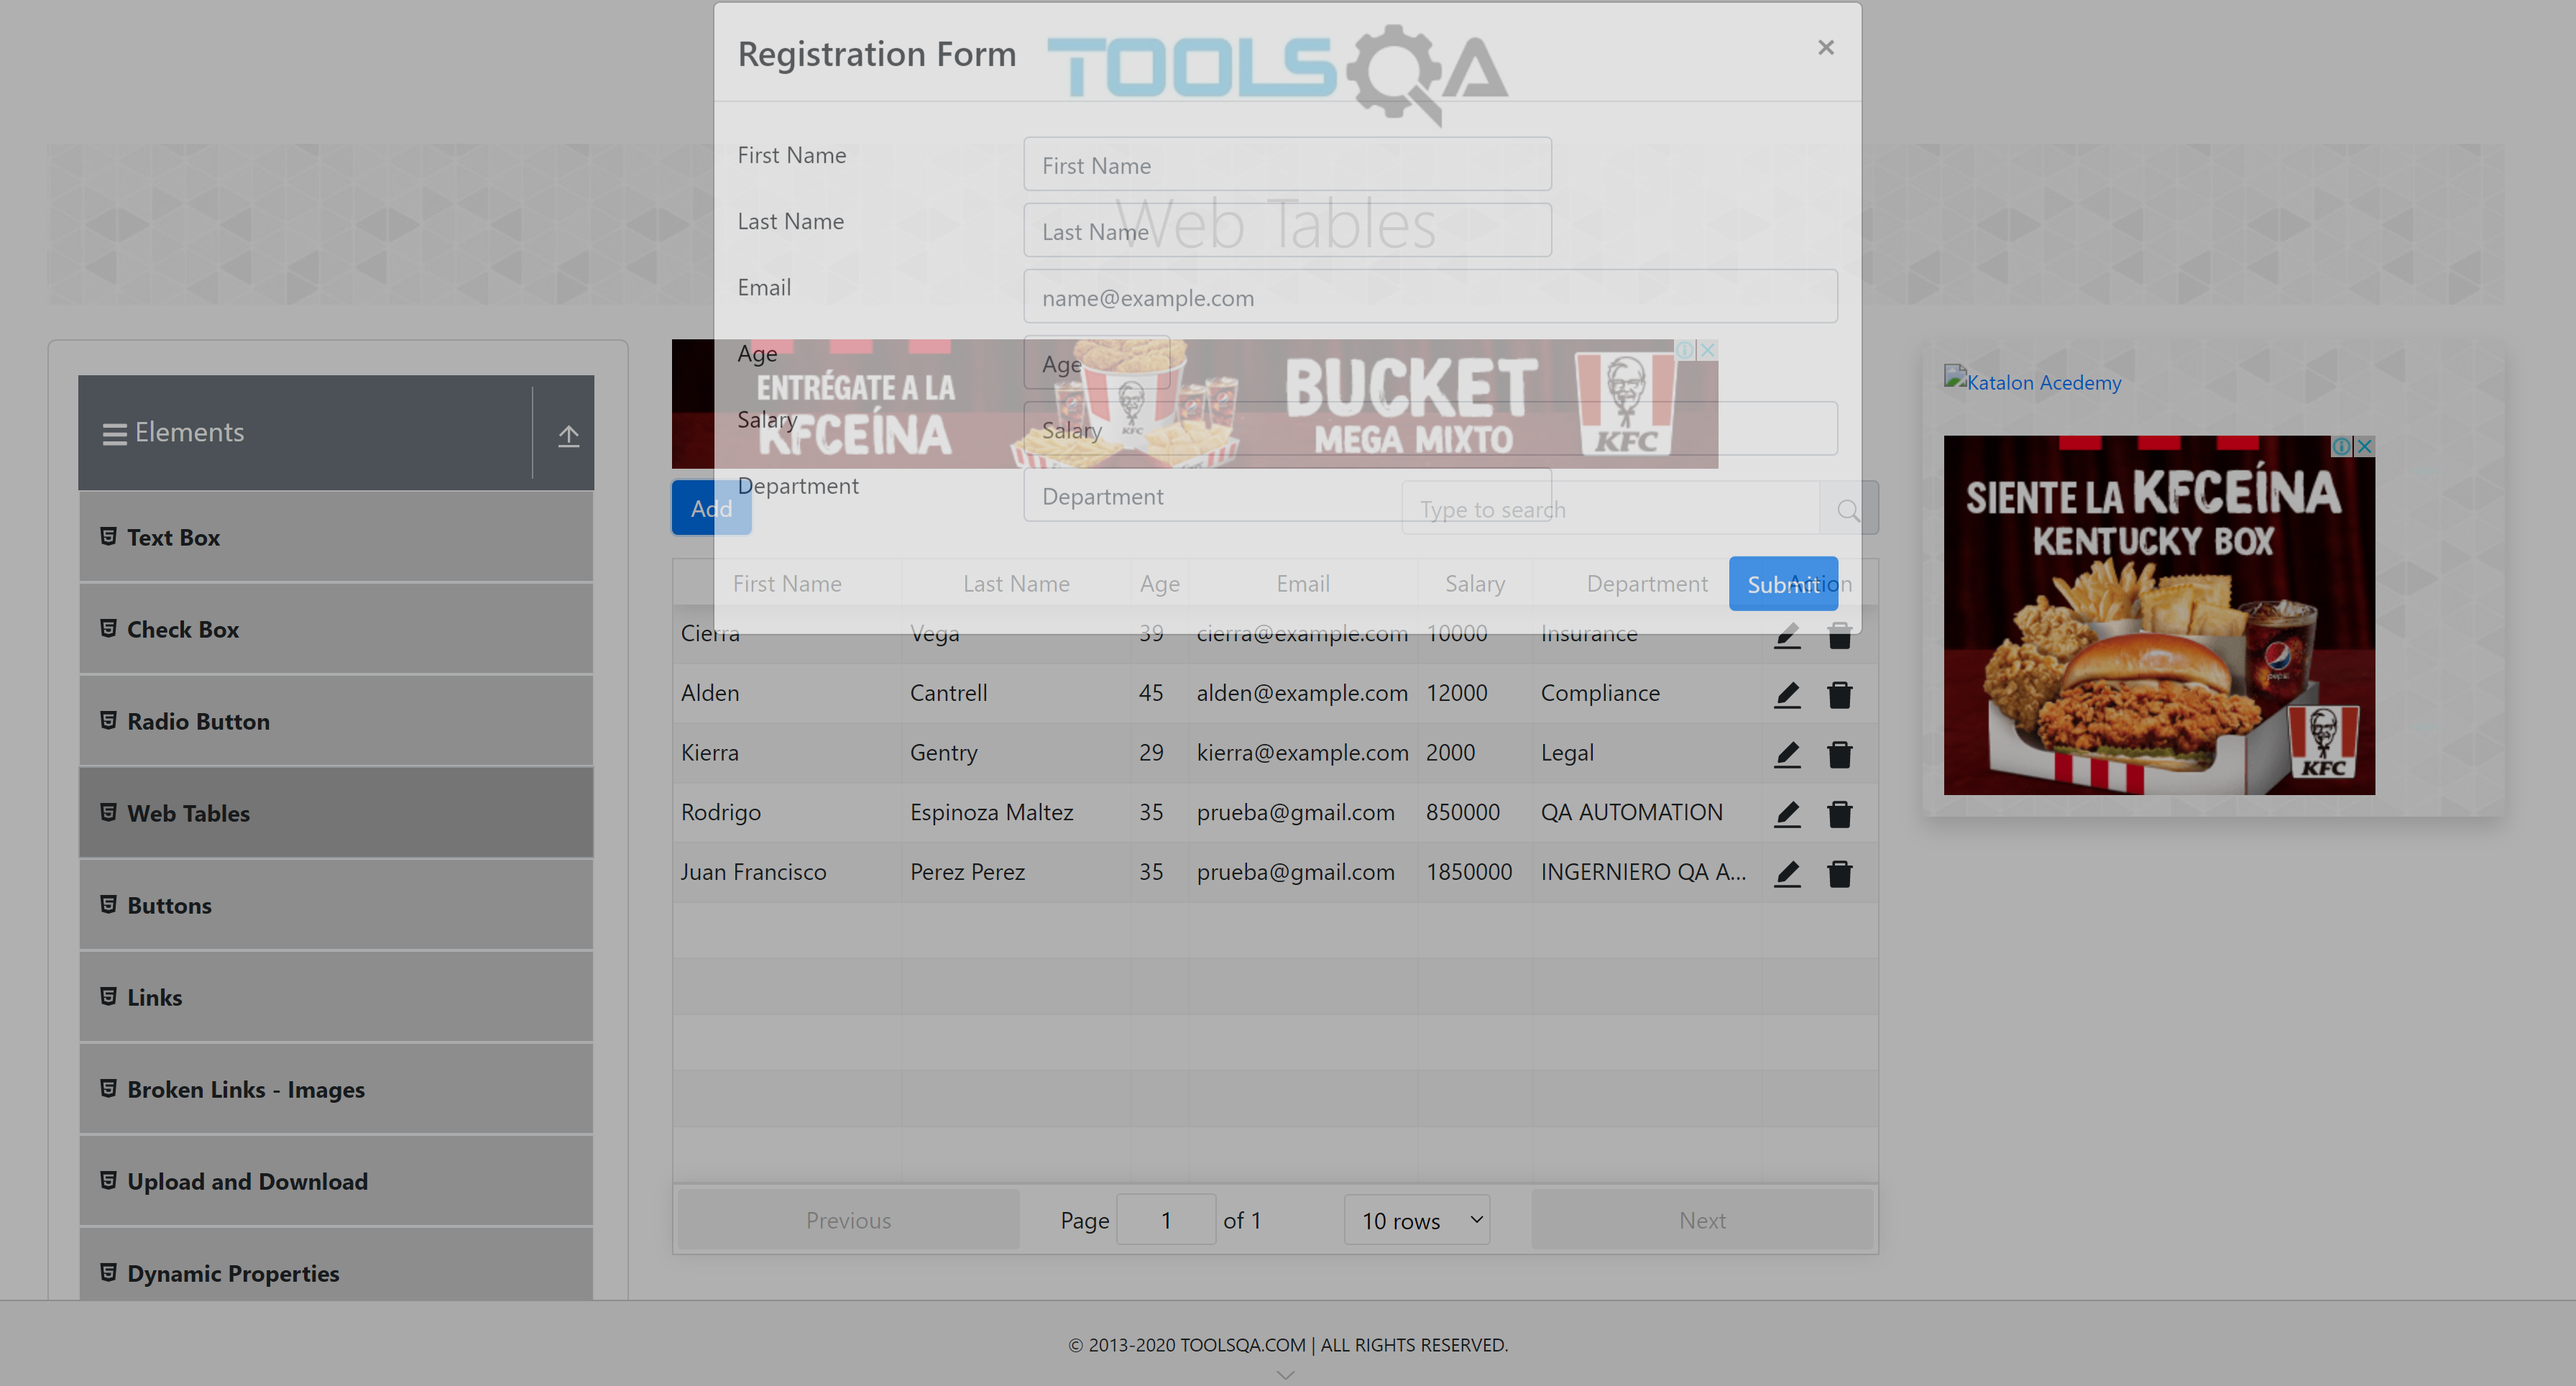 Registration Form
TOOLSQA
×
First Name
First Name
Last Name
Last Name
Web Tables
Email
name@example.com
Age
Age
Salary
Salary
Department
Department
Submit
ENTRÉGATE A LA
KFCEÍNA
KFC
BUCKET
MEGA MIXTO
KFC
Elements
Text Box
Check Box
Radio Button
Web Tables
Buttons
Links
Broken Links - Images
Upload and Download
Dynamic Properties
Add
Type to search
First Name Last Name Age Email Salary Department Action
Cierra Vega 39 cierra@example.com 10000 Insurance
Alden Cantrell 45 alden@example.com 12000 Compliance
Kierra Gentry 29 kierra@example.com 2000 Legal
Rodrigo Espinoza Maltez 35 prueba@gmail.com 850000 QA AUTOMATION
Juan Francisco Perez Perez 35 prueba@gmail.com 1850000 INGERNIERO QA A...
Previous Page 1 of 1 10 rows Next
Katalon Acedemy
SIENTE LA KFCEÍNA
KENTUCKY BOX
pepsi
KFC
© 2013-2020 TOOLSQA.COM | ALL RIGHTS RESERVED.